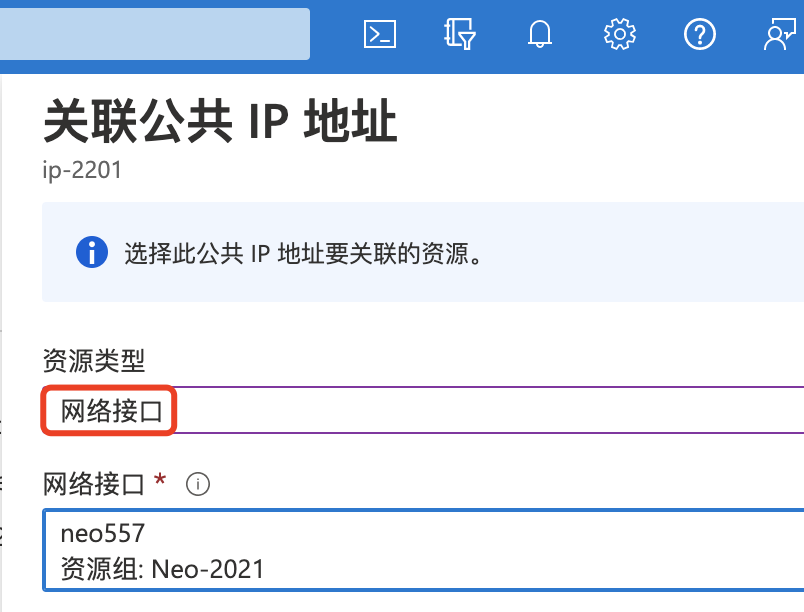 关联公共 IP 地址
ip-2201
选择此公共 IP 地址要关联的资源。
资源类型
网络接口
网络接口 *
neo557
资源组: Neo-2021